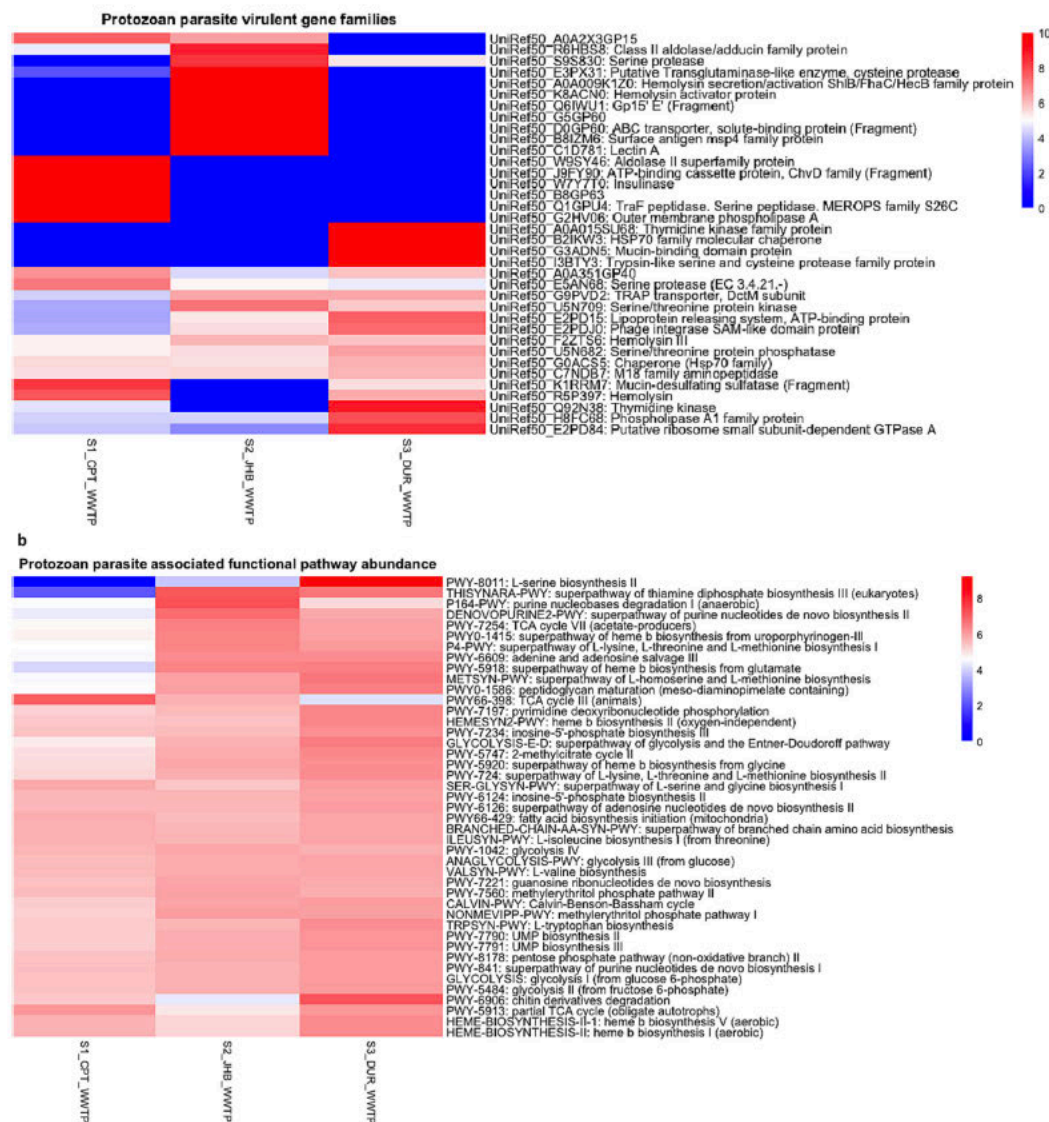 Protozoan parasite virulent gene families
UniRef50_A0A2X3GP15
UniRef50_R6HBS8: Class II aldolase/adducin family protein
UniRef50_S9S830: Serine protease
UniRef50_E3PX31: Putative Transglutaminase-like enzyme, cysteine protease
UniRef50_A0A009K1Z0: Hemolysin secretion/activation ShlB/FhaC/HecB family protein
UniRef50_K8ACN0: Hemolysin activator protein
UniRef50_Q6IWU1: Gp15' E' (Fragment)
UniRef50_G5GP60
UniRef50_D0GP60: ABC transporter, solute-binding protein (Fragment)
UniRef50_B8IZM6: Surface antigen msp4 family protein
UniRef50_C1D781: Lectin A
UniRef50_W9SY46: Aldolase II superfamily protein
UniRef50_J9FY90: ATP-binding cassette protein, ChvD family (Fragment)
UniRef50_W7Y7T0: Insulinase
UniRef50_B8GP63
UniRef50_Q1GPU4: TraF peptidase. Serine peptidase. MEROPS family S26C
UniRef50_G2HV06: Outer membrane phospholipase A
UniRef50_A0A015SU68: Thymidine kinase family protein
UniRef50_B2IKW3: HSP70 family molecular chaperone
UniRef50_G3ADN5: Mucin-binding domain protein
UniRef50_I3BTY3: Trypsin-like serine and cysteine protease family protein
UniRef50_A0A351GP40
UniRef50_E5AN68: Serine protease (EC 3.4.21.-)
UniRef50_G9PVD2: TRAP transporter, DctM subunit
UniRef50_U5N709: Serine/threonine protein kinase
UniRef50_E2PD15: Lipoprotein releasing system, ATP-binding protein
UniRef50_E2PDJ0: Phage integrase SAM-like domain protein
UniRef50_F2ZTS6: Hemolysin III
UniRef50_U5N682: Serine/threonine protein phosphatase
UniRef50_G0ACS5: Chaperone (Hsp70 family)
UniRef50_C7NDB7: M18 family aminopeptidase
UniRef50_K1RRM7: Mucin-desulfating sulfatase (Fragment)
UniRef50_R5P397: Hemolysin
UniRef50_Q92N38: Thymidine kinase
UniRef50_H8FC68: Phospholipase A1 family protein
UniRef50_E2PD84: Putative ribosome small subunit-dependent GTPase A
10
8
6
4
2
0
S1_CPT_WWTP
S2_JHB_WWTP
S3_DUR_WWTP
b
Protozoan parasite associated functional pathway abundance
PWY-8011: L-serine biosynthesis II
THISYNARA-PWY: superpathway of thiamine diphosphate biosynthesis III (eukaryotes)
P164-PWY: purine nucleobases degradation I (anaerobic)
DENOVOPURINE2-PWY: superpathway of purine nucleotides de novo biosynthesis II
PWY-7254: TCA cycle VII (acetate-producers)
PWY0-1415: superpathway of heme b biosynthesis from uroporphyrinogen-III
P4-PWY: superpathway of L-lysine, L-threonine and L-methionine biosynthesis I
PWY-6609: adenine and adenosine salvage III
PWY-5918: superpathway of heme b biosynthesis from glutamate
METSYN-PWY: superpathway of L-homoserine and L-methionine biosynthesis
PWY0-1586: peptidoglycan maturation (meso-diaminopimelate containing)
PWY66-398: TCA cycle III (animals)
PWY-7197: pyrimidine deoxyribonucleotide phosphorylation
HEMESYN2-PWY: heme b biosynthesis II (oxygen-independent)
PWY-7234: inosine-5'-phosphate biosynthesis III
GLYCOLYSIS-E-D: superpathway of glycolysis and the Entner-Doudoroff pathway
PWY-5747: 2-methylcitrate cycle II
PWY-5920: superpathway of heme b biosynthesis from glycine
PWY-724: superpathway of L-lysine, L-threonine and L-methionine biosynthesis II
SER-GLYSYN-PWY: superpathway of L-serine and glycine biosynthesis I
PWY-6124: inosine-5'-phosphate biosynthesis II
PWY-6126: superpathway of adenosine nucleotides de novo biosynthesis II
PWY66-429: fatty acid biosynthesis initiation (mitochondria)
BRANCHED-CHAIN-AA-SYN-PWY: superpathway of branched chain amino acid biosynthesis
ILEUSYN-PWY: L-isoleucine biosynthesis I (from threonine)
PWY-1042: glycolysis IV
ANAGLYCOLYSIS-PWY: glycolysis III (from glucose)
VALSYN-PWY: L-valine biosynthesis
PWY-7221: guanosine ribonucleotides de novo biosynthesis
PWY-7560: methylerythritol phosphate pathway II
CALVIN-PWY: Calvin-Benson-Bassham cycle
NONMEVIPP-PWY: methylerythritol phosphate pathway I
TRPSYN-PWY: L-tryptophan biosynthesis
PWY-7790: UMP biosynthesis II
PWY-7791: UMP biosynthesis III
PWY-8178: pentose phosphate pathway (non-oxidative branch) II
PWY-841: superpathway of purine nucleotides de novo biosynthesis I
GLYCOLYSIS: glycolysis I (from glucose 6-phosphate)
PWY-5484: glycolysis II (from fructose 6-phosphate)
PWY-6906: chitin derivatives degradation
PWY-5913: partial TCA cycle (obligate autotrophs)
HEME-BIOSYNTHESIS-II-1: heme b biosynthesis V (aerobic)
HEME-BIOSYNTHESIS-II: heme b biosynthesis I (aerobic)
8
6
4
2
0
S1_CPT_WWTP
S2_JHB_WWTP
S3_DUR_WWTP